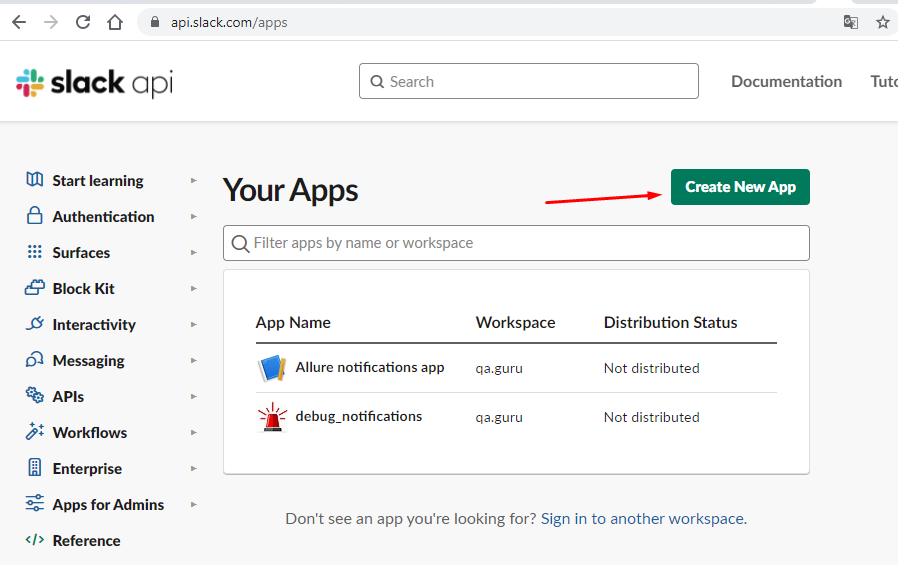 api.slack.com/apps
slack api
Search
Documentation
Start learning
Authentication
Surfaces
Block Kit
Interactivity
Messaging
APIs
Workflows
Enterprise
Apps for Admins
Reference
Your Apps
Create New App
Filter apps by name or workspace
App Name Workspace Distribution Status
Allure notifications app qa.guru Not distributed
debug_notifications qa.guru Not distributed
Don't see an app you're looking for? Sign in to another workspace.